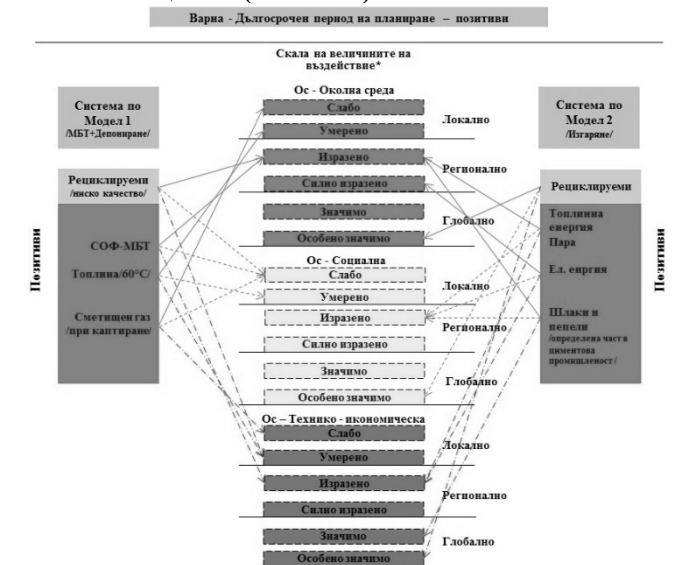 Варна - Дългосрочен период на планиране – позитиви
Скала на величините на
въздействие*
Система по
Модел 1
/МБТ+Депониране/
Рециклируеми
/ниско качество/
СОФ-МБТ
Топлина/60°C/
Сметищен газ
/при каптиране/
Позитиви
Ос - Околна среда
Слабо
Умерено
Локално
Изразено
Силно изразено
Регионално
Значимо
Особено значимо
Глобално
Ос - Социална
Слабо
Умерено
Локално
Изразено
Силно изразено
Регионално
Значимо
Особено значимо
Глобално
Ос – Технико - икономическа
Слабо
Умерено
Локално
Изразено
Силно изразено
Регионално
Значимо
Особено значимо
Глобално
Система по
Модел 2
/Изгаряне/
Рециклируеми
Топлинна
енергия
Пара
Ел. енргия
Шлаки и
пепели
/определена част в
циментова
промишленост/
Позитиви